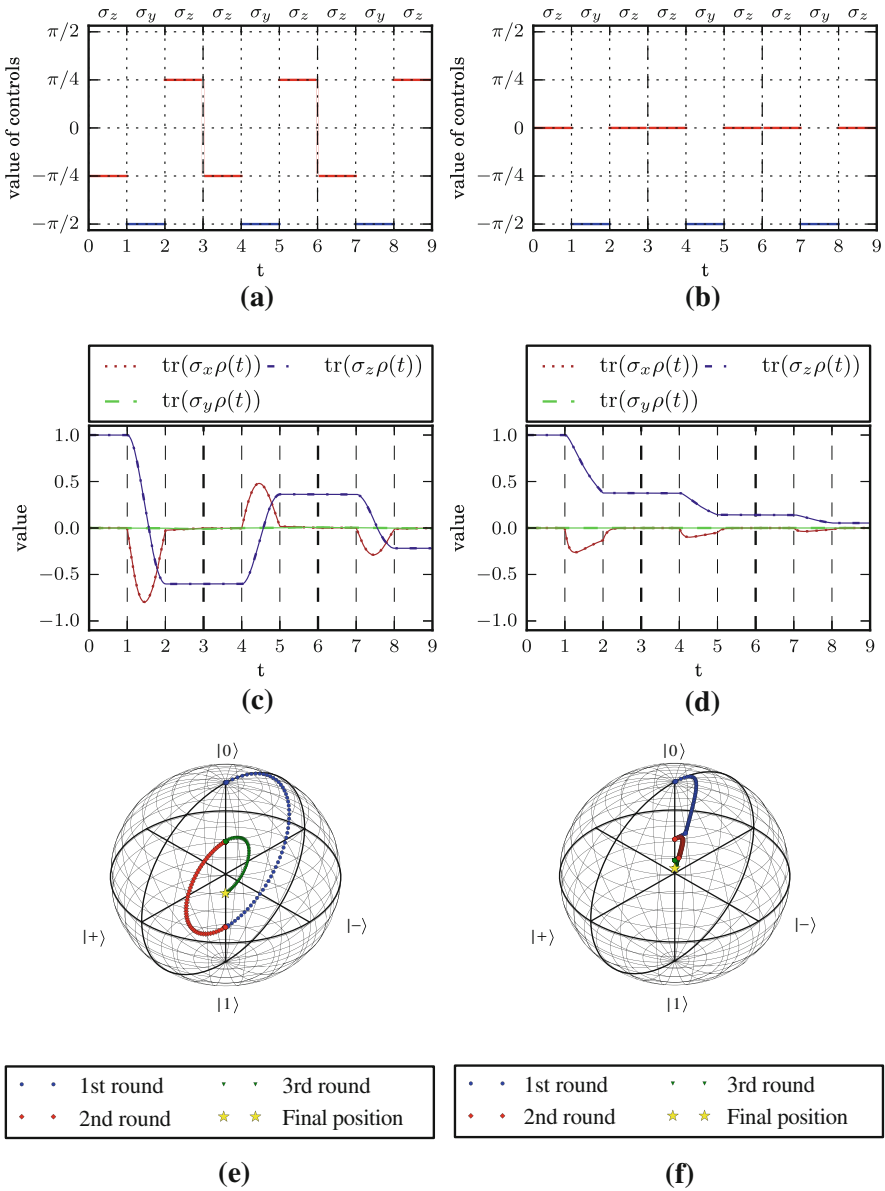 σz σy σz σz σy σz σz σy σz
value of controls
π/2
π/4
0
−π/4
−π/2
0 1 2 3 4 5 6 7 8 9
t
(a)
σz σy σz σz σy σz σz σy σz
value of controls
π/2
π/4
0
−π/4
−π/2
0 1 2 3 4 5 6 7 8 9
t
(b)
tr(σxρ(t)) tr(σzρ(t))
tr(σyρ(t))
value
1.0
0.5
0.0
−0.5
−1.0
0 1 2 3 4 5 6 7 8 9
t
(c)
tr(σxρ(t)) tr(σzρ(t))
tr(σyρ(t))
value
1.0
0.5
0.0
−0.5
−1.0
0 1 2 3 4 5 6 7 8 9
t
(d)
|0⟩
|+⟩
|−⟩
|1⟩
1st round 3rd round
2nd round Final position
(e)
|0⟩
|+⟩
|−⟩
|1⟩
1st round 3rd round
2nd round Final position
(f)